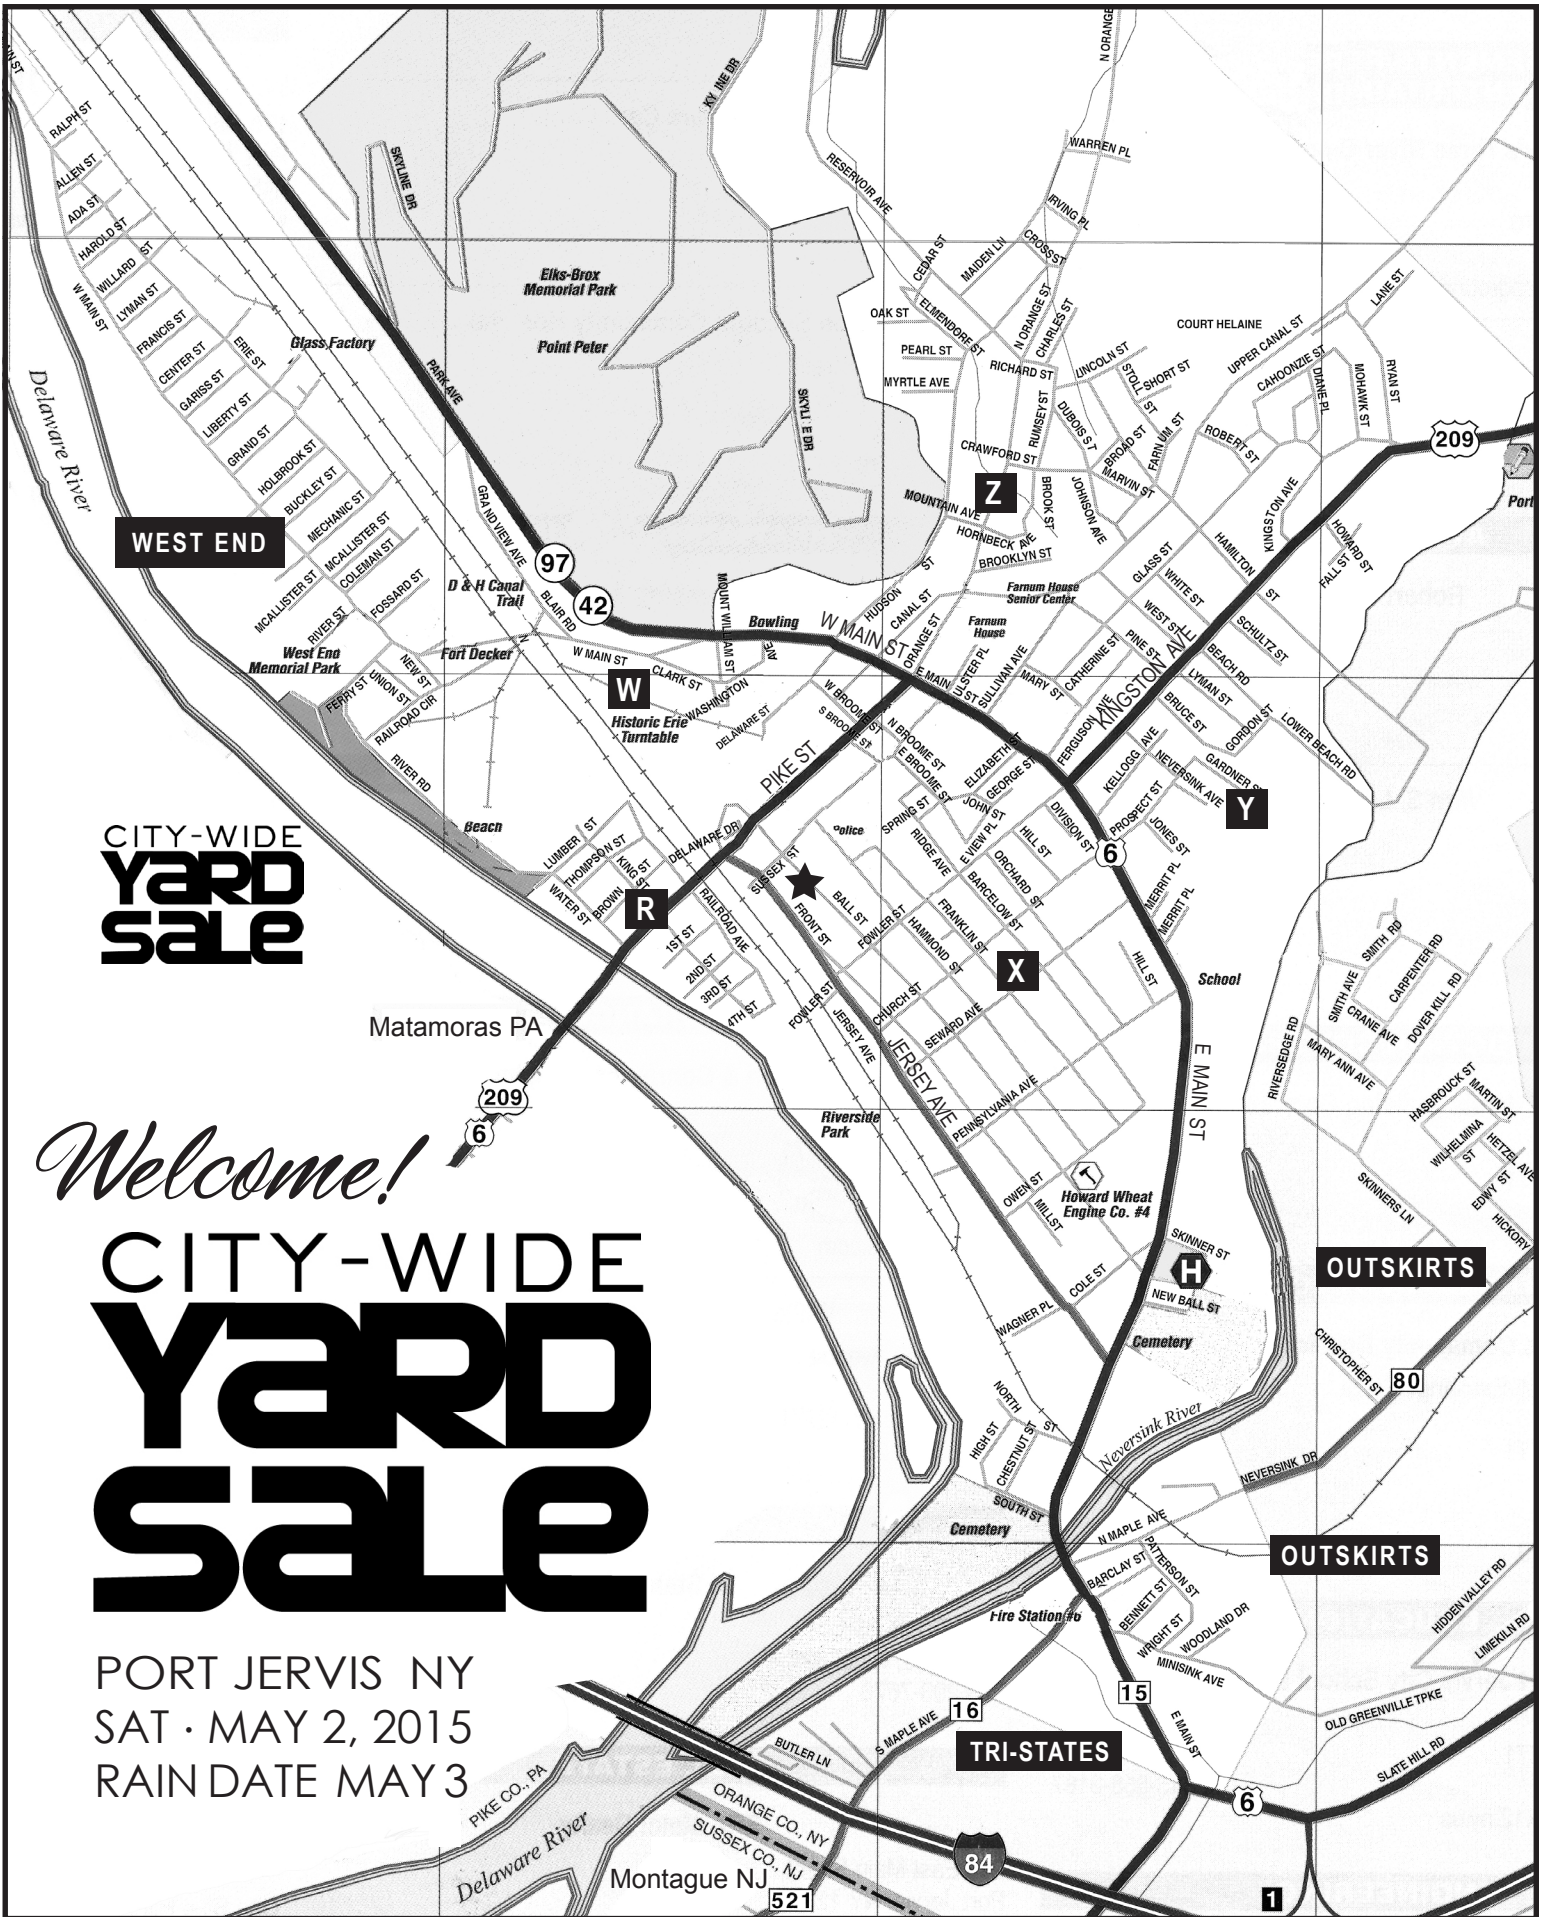 RALPH ST
ALLEN ST
ADA ST
HAROLD ST
WILLARD ST
LYMAN ST
W MAIN ST
FRANCIS ST
CENTER ST
ERIE ST
GARISS ST
LIBERTY ST
GRAND ST
HOLBROOK ST
BUCKLEY ST
MECHANIC ST
MCALLISTER ST
COLEMAN ST
MCALLISTER ST
FOSSARD ST
RIVER ST
Glass Factory
Delaware River
WEST END
PARK AVE
SKYLINE DR
Elks-Brox
Memorial Park
Point Peter
RESERVOIR AVE
N ORANGE
WARREN PL
IRVING PL
CROSS ST
MAIDEN LN
CEDAR ST
OAK ST
ELMENDORF ST
N ORANGE ST
CHARLES ST
PEARL ST
RICHARD ST
MYRTLE AVE
LINCOLN ST
STOLL ST
SHORT ST
RUMSEY ST
DUBOIS ST
BROAD ST
FARNUM ST
CRAWFORD ST
MARVIN ST
COURT HELAINE
UPPER CANAL ST
LANE ST
CAHOONZIE ST
DIANE PL
MOHAWK ST
RYAN ST
ROBERT ST
209
Port
Z
MOUNTAIN AVE
BROOK ST
JOHNSON AVE
HORNBECK AVE
BROOKLYN ST
KINGSTON AVE
HOWARD ST
FALL ST
HAMILTON ST
GLASS ST
WHITE ST
WEST ST
PINE ST
SCHULTZ ST
BEACH RD
LYMAN ST
BRUCE ST
GORDON ST
LOWER BEACH RD
KINGSTON AVE
GRAND VIEW AVE
97
42
D & H Canal
Trail
BLAIR RD
MOUNT WILLIAM ST
Bowling
W MAIN ST
HUDSON ST
CANAL ST
ORANGE ST
Farnum House
Senior Center
Farnum
House
E MAIN ST
ULSTER PL
SULLIVAN AVE
MARY ST
CATHERINE ST
FERGUSON AVE
West End
Memorial Park
Fort Decker
NEW ST
UNION ST
FERRY ST
RAILROAD CIR
RIVER RD
W MAIN ST
CLARK ST
WASHINGTON AVE
W
Historic Erie
Turntable
DELAWARE ST
W BROOME ST
S BROOME ST
N BROOME ST
E BROOME ST
PIKE ST
ELIZABETH ST
GEORGE ST
JOHN ST
SPRING ST
RIDGE AVE
E VIEW PL
HILL ST
DIVISION ST
KELLOGG AVE
NEVERSINK AVE
GARDNER ST
PROSPECT ST
JONES ST
Y
6
MERRIT PL
MERRIT PL
Beach
CITY-WIDE
YARD
SALE
LUMBER ST
THOMPSON ST
KING ST
WATER ST
BROWN ST
DELAWARE DR
R
RAILROAD AVE
1ST ST
2ND ST
3RD ST
4TH ST
SUSSEX ST
BALL ST
FRONT ST
FOWLER ST
HAMMOND ST
FRANKLIN ST
BARCELOW ST
ORCHARD ST
X
HILL ST
School
FOWLER ST
JERSEY AVE
CHURCH ST
SEWARD AVE
JERSEY AVE
PENNSYLVANIA AVE
E MAIN ST
SMITH RD
CARPENTER RD
SMITH AVE
CRANE AVE
DOVER KILL RD
RIVERSEDGE RD
MARY ANN AVE
HASBROUCK ST
MARTIN ST
WILHELMINA ST
HETZEL AVE
EDWY ST
HICKORY
SKINNERS LN
Matamoras PA
209
6
Riverside
Park
OWEN ST
MILL ST
Howard Wheat
Engine Co. #4
SKINNER ST
H
NEW BALL ST
COLE ST
WAGNER PL
Cemetery
OUTSKIRTS
CHRISTOPHER ST
80
Welcome!
CITY-WIDE
YARD
SALE
PORT JERVIS NY
SAT · MAY 2, 2015
RAIN DATE MAY 3
NORTH ST
HIGH ST
CHESTNUT ST
SOUTH ST
Cemetery
Neversink River
NEVERSINK DR
N MAPLE AVE
OUTSKIRTS
BARCLAY ST
PATTERSON ST
BENNETT ST
WRIGHT ST
WOODLAND DR
MINISINK AVE
Fire Station #6
HIDDEN VALLEY RD
LIMEKILN RD
OLD GREENVILLE TPKE
SLATE HILL RD
15
16
S MAPLE AVE
TRI-STATES
E MAIN ST
6
BUTLER LN
PIKE CO., PA
ORANGE CO., NY
SUSSEX CO., NJ
Delaware River
Montague NJ
521
84
1